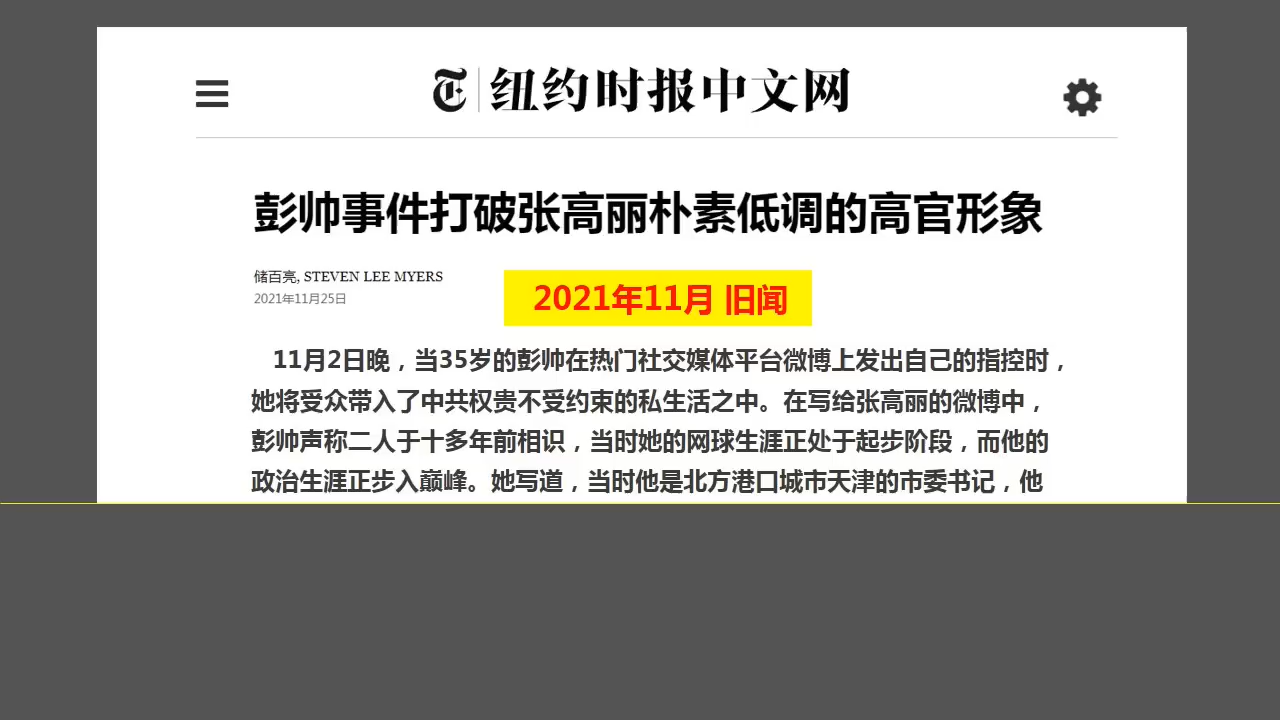 纽约时报中文网
彭帅事件打破张高丽朴素低调的高官形象
储百亮, STEVEN LEE MYERS
2021年11月25日
2021年11月 旧闻
11月2日晚，当35岁的彭帅在热门社交媒体平台微博上发出自己的指控时，
她将受众带入了中共权贵不受约束的私生活之中。在写给张高丽的微博中，
彭帅声称二人于十多年前相识，当时她的网球生涯正处于起步阶段，而他的
政治生涯正步入巅峰。她写道，当时他是北方港口城市天津的市委书记，他